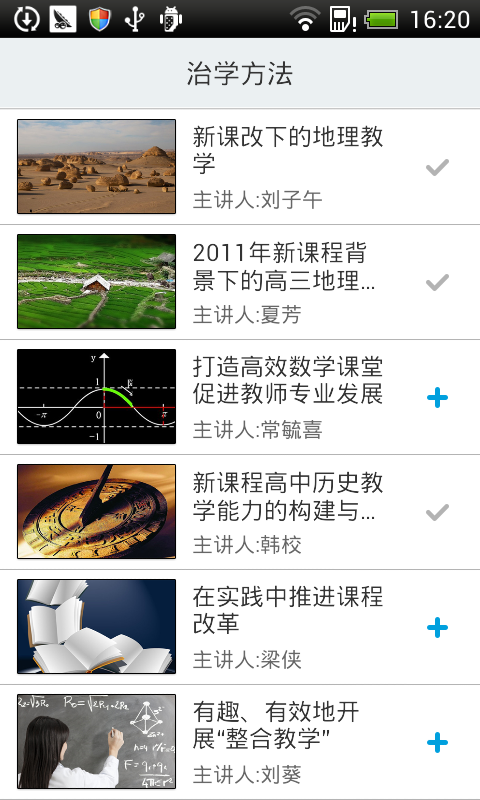 16:20
治学方法
新课改下的地理教
学
主讲人:刘子午
2011年新课程背
景下的高三地理...
主讲人:夏芳
y
1
-π
0
π
-1
打造高效数学课堂
促进教师专业发展
主讲人:常毓喜
新课程高中历史教
学能力的构建与...
主讲人:韩校
在实践中推进课程
改革
主讲人:梁侠
有趣、有效地开
展“整合教学”
主讲人:刘葵